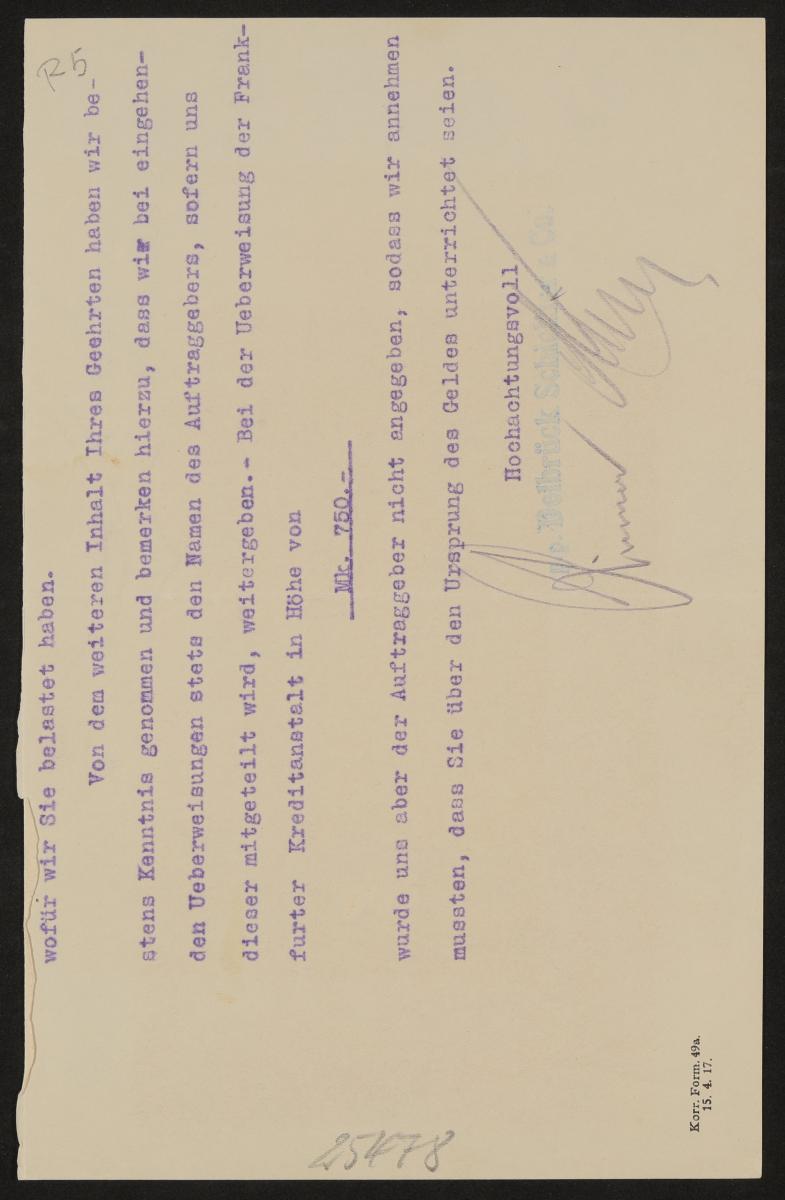 R5
wofür wir Sie belastet haben.
Von dem weiteren Inhalt Ihres Geehrten haben wir be-
stens Kenntnis genommen und bemerken hierzu, dass wir bei eingehen-
den Ueberweisungen stets den Namen des Auftraggebers, sofern uns
dieser mitgeteilt wird, weitergeben.- Bei der Ueberweisung der Frank-
furter Kreditanstalt in Höhe von
Mk. 750.-
wurde uns aber der Auftraggeber nicht angegeben, sodass wir annehmen
mussten, dass Sie über den Ursprung des Geldes unterrichtet seien.
Hochachtungsvoll
pp. Delbrück Schickler & Co.
Korr. Form. 49a.
15. 4. 17.
25478